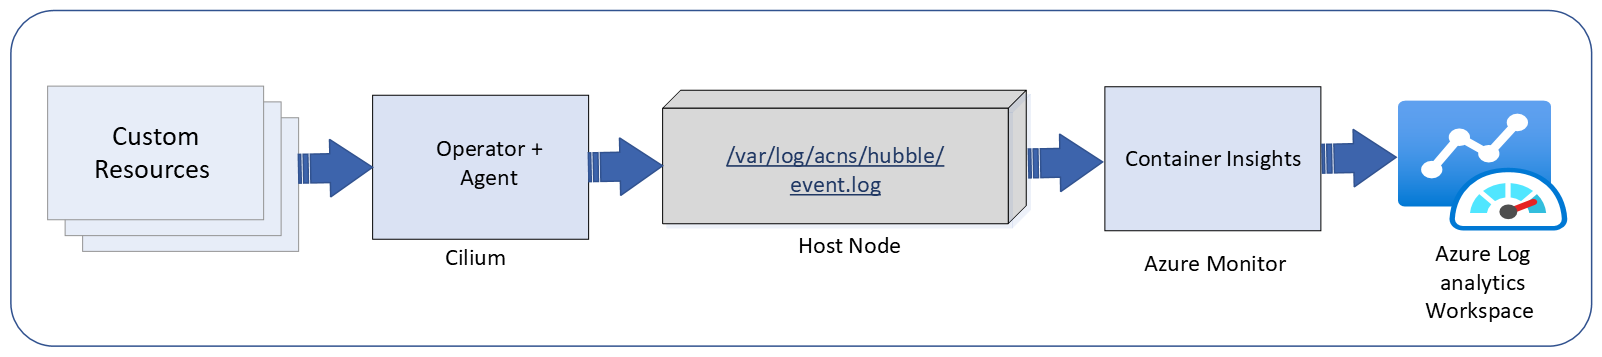 Custom
Resources
Operator +
Agent
Cilium
/var/log/acns/hubble/
event.log
Host Node
Container Insights
Azure Monitor
Azure Log
analytics
Workspace